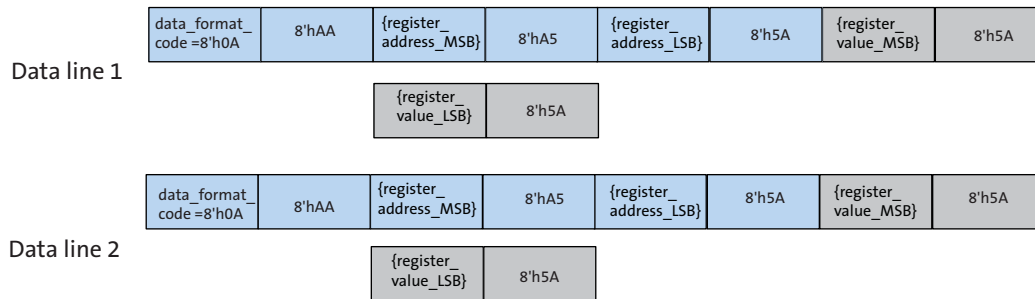 data_format_
code =8'h0A
8'hAA
{register_
address_MSB}
8'hA5
{register_
address_LSB}
8'h5A
{register_
value_MSB}
8'h5A
Data line 1
{register_
value_LSB}
8'h5A
data_format_
code =8'h0A
8'hAA
{register_
address_MSB}
8'hA5
{register_
address_LSB}
8'h5A
{register_
value_MSB}
8'h5A
Data line 2
{register_
value_LSB}
8'h5A